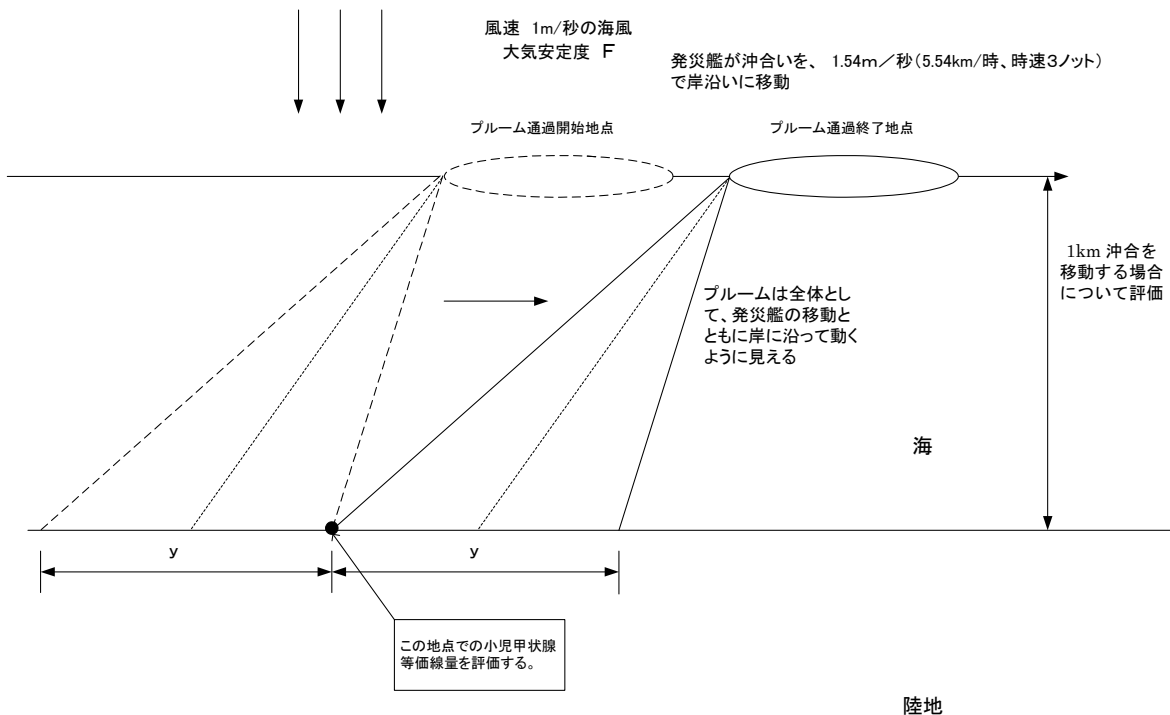 風速 1m/秒の海風
大気安定度 F
発災艦が沖合いを、 1.54m/秒(5.54km/時、時速3ノット)
で岸沿いに移動
プルーム通過開始地点
プルーム通過終了地点
1km 沖合を
移動する場合
について評価
プルームは全体とし
て、発災艦の移動と
ともに岸に沿って動く
ように見える
海
y
y
この地点での小児甲状腺
等価線量を評価する。
陸地